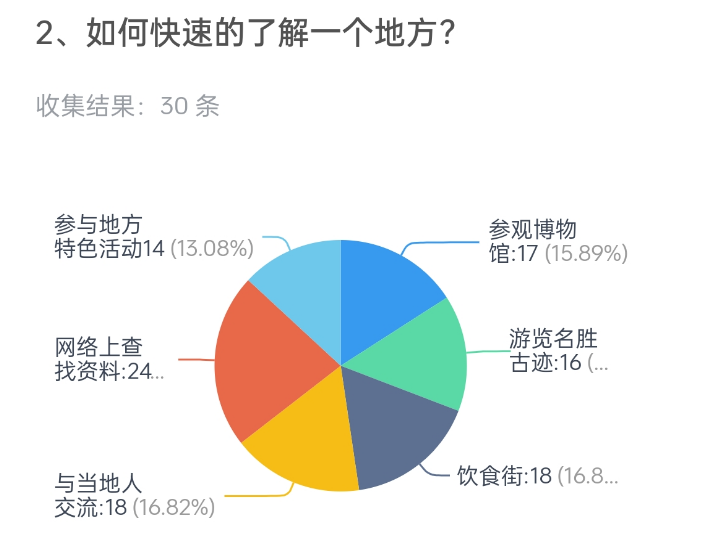 2、如何快速的了解一个地方？
收集结果：30 条
参与地方
特色活动14 (13.08%)
参观博物
馆:17 (15.89%)
网络上查
找资料:24...
游览名胜
古迹:16 (...
与当地人
交流:18 (16.82%)
饮食街:18 (16.8...